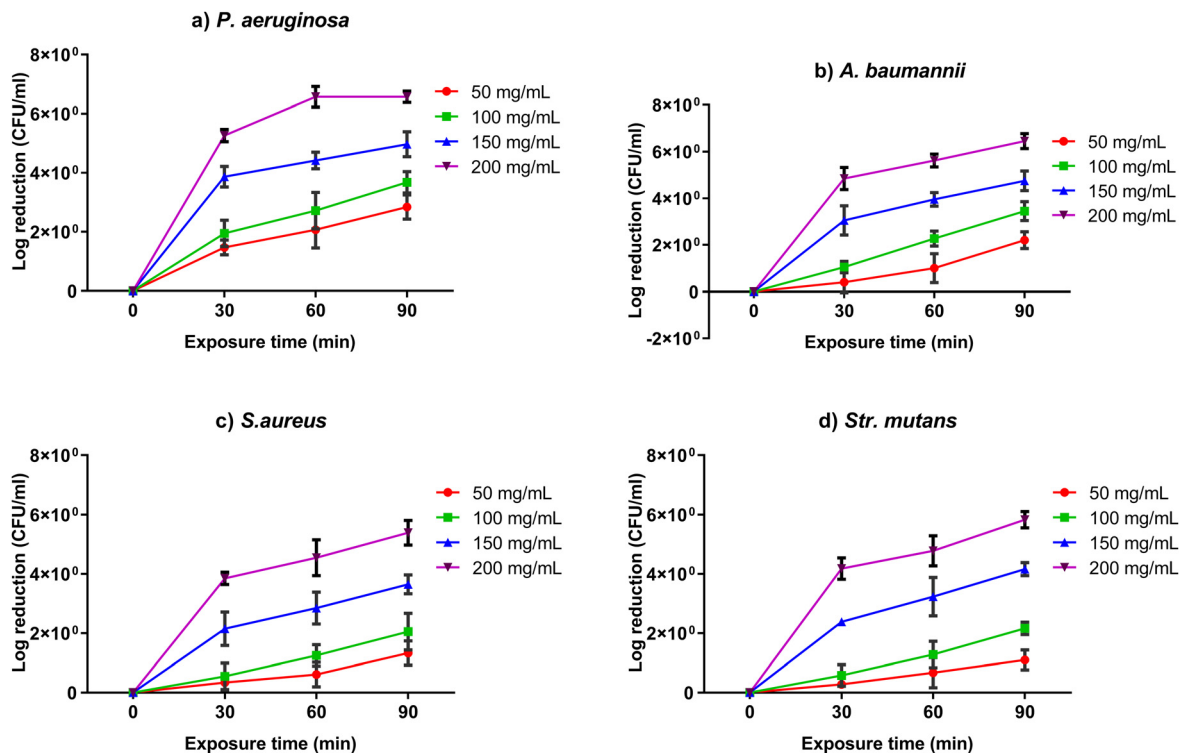 a) P. aeruginosa
Log reduction (CFU/ml)
8×10⁰
6×10⁰
4×10⁰
2×10⁰
0
0 30 60 90
Exposure time (min)
50 mg/mL
100 mg/mL
150 mg/mL
200 mg/mL
b) A. baumannii
Log reduction (CFU/ml)
8×10⁰
6×10⁰
4×10⁰
2×10⁰
0
-2×10⁰
0 30 60 90
Exposure time (min)
50 mg/mL
100 mg/mL
150 mg/mL
200 mg/mL
c) S.aureus
Log reduction (CFU/ml)
8×10⁰
6×10⁰
4×10⁰
2×10⁰
0
0 30 60 90
Exposure time (min)
50 mg/mL
100 mg/mL
150 mg/mL
200 mg/mL
d) Str. mutans
Log reduction (CFU/ml)
8×10⁰
6×10⁰
4×10⁰
2×10⁰
0
0 30 60 90
Exposure time (min)
50 mg/mL
100 mg/mL
150 mg/mL
200 mg/mL